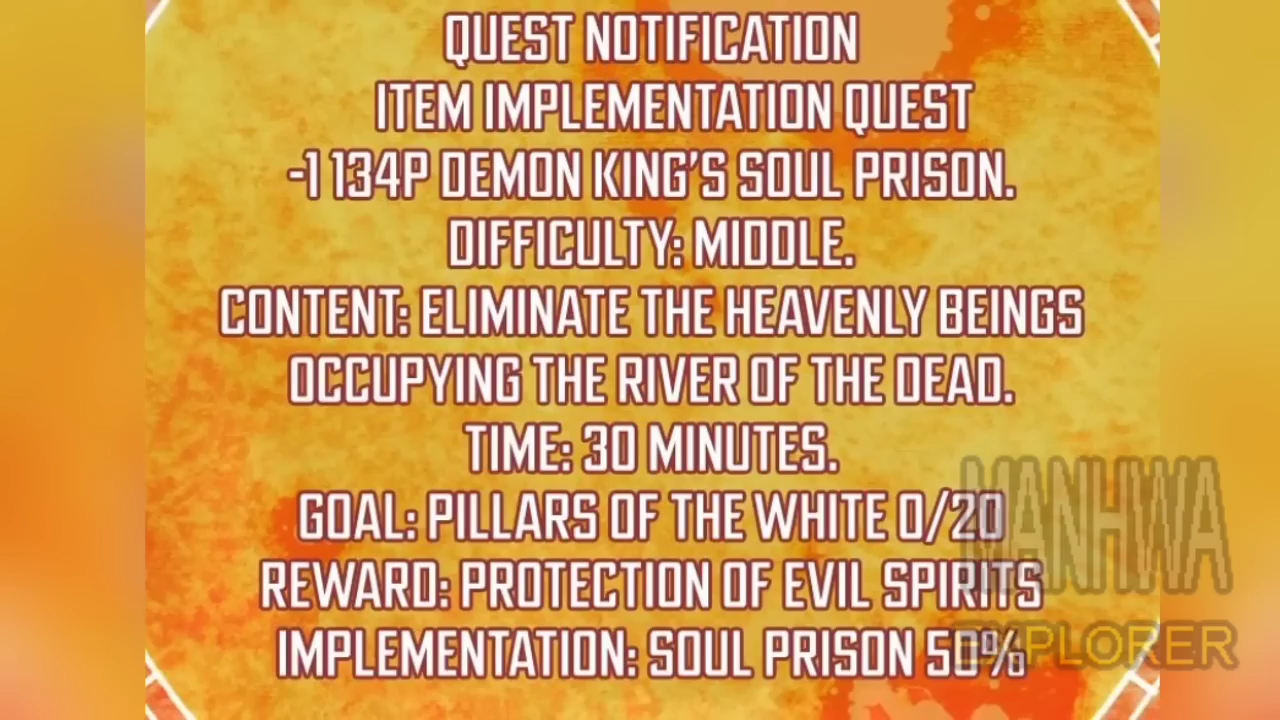 QUEST NOTIFICATION
ITEM IMPLEMENTATION QUEST
-1 134P DEMON KING'S SOUL PRISON.
DIFFICULTY: MIDDLE.
CONTENT: ELIMINATE THE HEAVENLY BEINGS
OCCUPYING THE RIVER OF THE DEAD.
TIME: 30 MINUTES.
GOAL: PILLARS OF THE WHITE 0/20
REWARD: PROTECTION OF EVIL SPIRITS
IMPLEMENTATION: SOUL PRISON 50%
MANHWA
EXPLORER